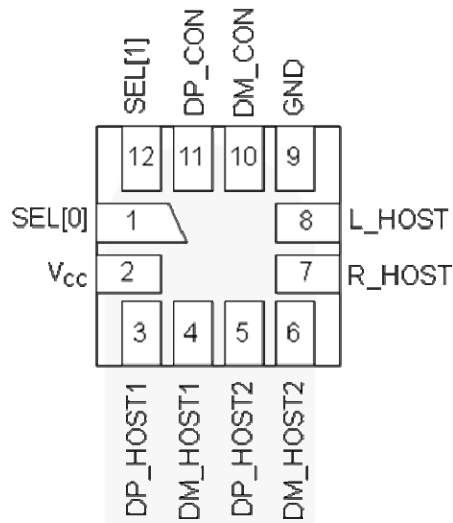 SEL[1]
DP_CON
DM_CON
GND
12
11
10
9
SEL[0]
1
8
L_HOST
Vcc
2
7
R_HOST
3
4
5
6
DP_HOST1
DM_HOST1
DP_HOST2
DM_HOST2